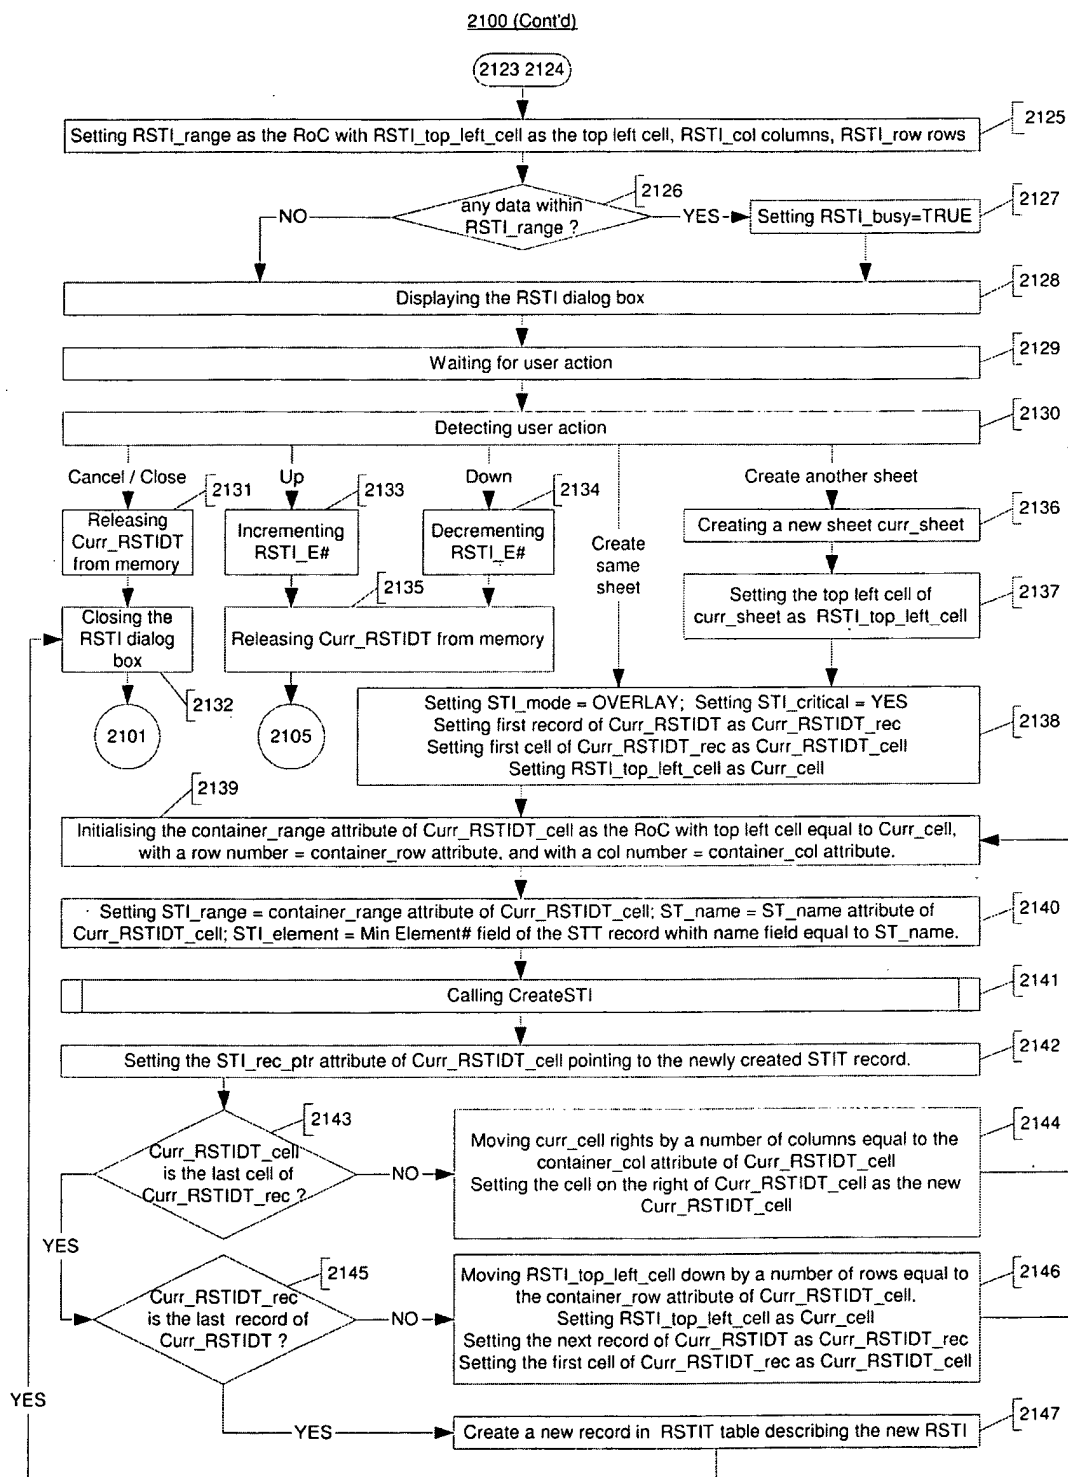 2100 (Cont'd)
2123 2124
Setting RSTI_range as the RoC with RSTI_top_left_cell as the top left cell, RSTI_col columns, RSTI_row rows
2125
any data within
RSTI_range ?
2126
NO
YES
Setting RSTI_busy=TRUE
2127
Displaying the RSTI dialog box
2128
Waiting for user action
2129
Detecting user action
2130
Cancel / Close
Up
Down
Create another sheet
2131
2133
2134
Releasing
Curr_RSTIDT
from memory
Incrementing
RSTI_E#
Decrementing
RSTI_E#
Create
same
sheet
Creating a new sheet curr_sheet
2136
Setting the top left cell of
curr_sheet as RSTI_top_left_cell
2137
2135
Closing the
RSTI dialog
box
Releasing Curr_RSTIDT from memory
2132
2101
2105
Setting STI_mode = OVERLAY; Setting STI_critical = YES
Setting first record of Curr_RSTIDT as Curr_RSTIDT_rec
Setting first cell of Curr_RSTIDT_rec as Curr_RSTIDT_cell
Setting RSTI_top_left_cell as Curr_cell
2138
2139
Initialising the container_range attribute of Curr_RSTIDT_cell as the RoC with top left cell equal to Curr_cell,
with a row number = container_row attribute, and with a col number = container_col attribute.
Setting STI_range = container_range attribute of Curr_RSTIDT_cell; ST_name = ST_name attribute of
Curr_RSTIDT_cell; STI_element = Min Element# field of the STT record whith name field equal to ST_name.
2140
Calling CreateSTI
2141
Setting the STI_rec_ptr attribute of Curr_RSTIDT_cell pointing to the newly created STIT record.
2142
2143
Curr_RSTIDT_cell
is the last cell of
Curr_RSTIDT_rec ?
NO
YES
Moving curr_cell rights by a number of columns equal to the
container_col attribute of Curr_RSTIDT_cell
Setting the cell on the right of Curr_RSTIDT_cell as the new
Curr_RSTIDT_cell
2144
2145
Curr_RSTIDT_rec
is the last record of
Curr_RSTIDT ?
NO
Moving RSTI_top_left_cell down by a number of rows equal to
the container_row attribute of Curr_RSTIDT_cell.
Setting RSTI_top_left_cell as Curr_cell
Setting the next record of Curr_RSTIDT as Curr_RSTIDT_rec
Setting the first cell of Curr_RSTIDT_rec as Curr_RSTIDT_cell
2146
YES
YES
Create a new record in RSTIT table describing the new RSTI
2147